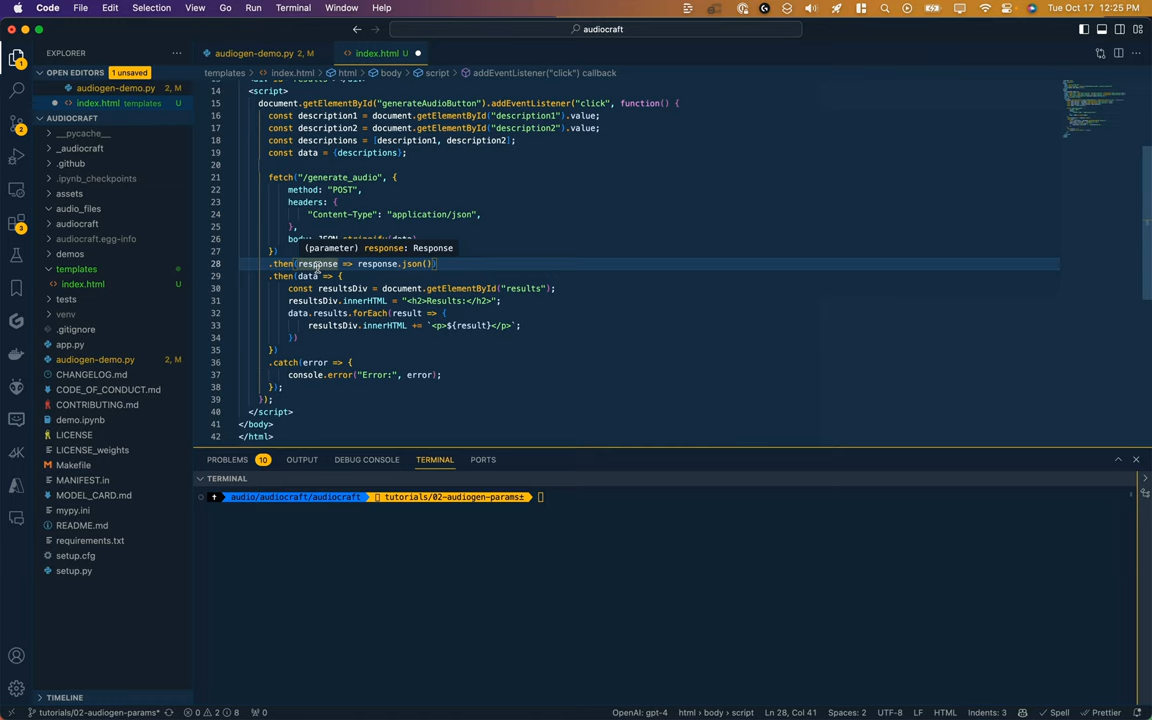 Code File Edit Selection View Go Run Terminal Window Help Tue Oct 17 12:25 PM
audiocraft
EXPLORER
OPEN EDITORS 1 unsaved
audiogen-demo.py 2, M
index.html templates U
AUDIOCRAFT
__pycache__
_audiocraft
.github
.ipynb_checkpoints
assets
audio_files
audiocraft
audiocraft.egg-info
demos
templates
index.html U
tests
venv
.gitignore
app.py
audiogen-demo.py 2, M
CHANGELOG.md
CODE_OF_CONDUCT.md
CONTRIBUTING.md
demo.ipynb
LICENSE
LICENSE_weights
Makefile
MANIFEST.in
MODEL_CARD.md
mypy.ini
README.md
requirements.txt
setup.cfg
setup.py
TIMELINE
audiogen-demo.py 2, M index.html U
templates > index.html > html > body > script > addEventListener("click") callback
14 <script>
15 document.getElementById("generateAudioButton").addEventListener("click", function() {
16 const description1 = document.getElementById("description1").value;
17 const description2 = document.getElementById("description2").value;
18 const descriptions = [description1, description2];
19 const data = {descriptions};
20
21 fetch("/generate_audio", {
22 method: "POST",
23 headers: {
24 "Content-Type": "application/json",
25 },
26
(parameter) response: Response
27 })
28 .then(response => response.json())
29 .then(data => {
30 const resultsDiv = document.getElementById("results");
31 resultsDiv.innerHTML = "<h2>Results:</h2>";
32 data.results.forEach(result => {
33 resultsDiv.innerHTML += `<p>${result}</p>`;
34 })
35 })
36 .catch(error => {
37 console.error("Error:", error);
38 });
39 });
40 </script>
41 </body>
42 </html>
PROBLEMS 10 OUTPUT DEBUG CONSOLE TERMINAL PORTS
TERMINAL
audio/audiocraft/audiocraft tutorials/02-audiogen-params±
tutorials/02-audiogen-params* 0 2 8 0 OpenAI: gpt-4 html > body > script Ln 28, Col 41 Spaces: 2 UTF-8 LF HTML Indents: 3 Spell Prettier